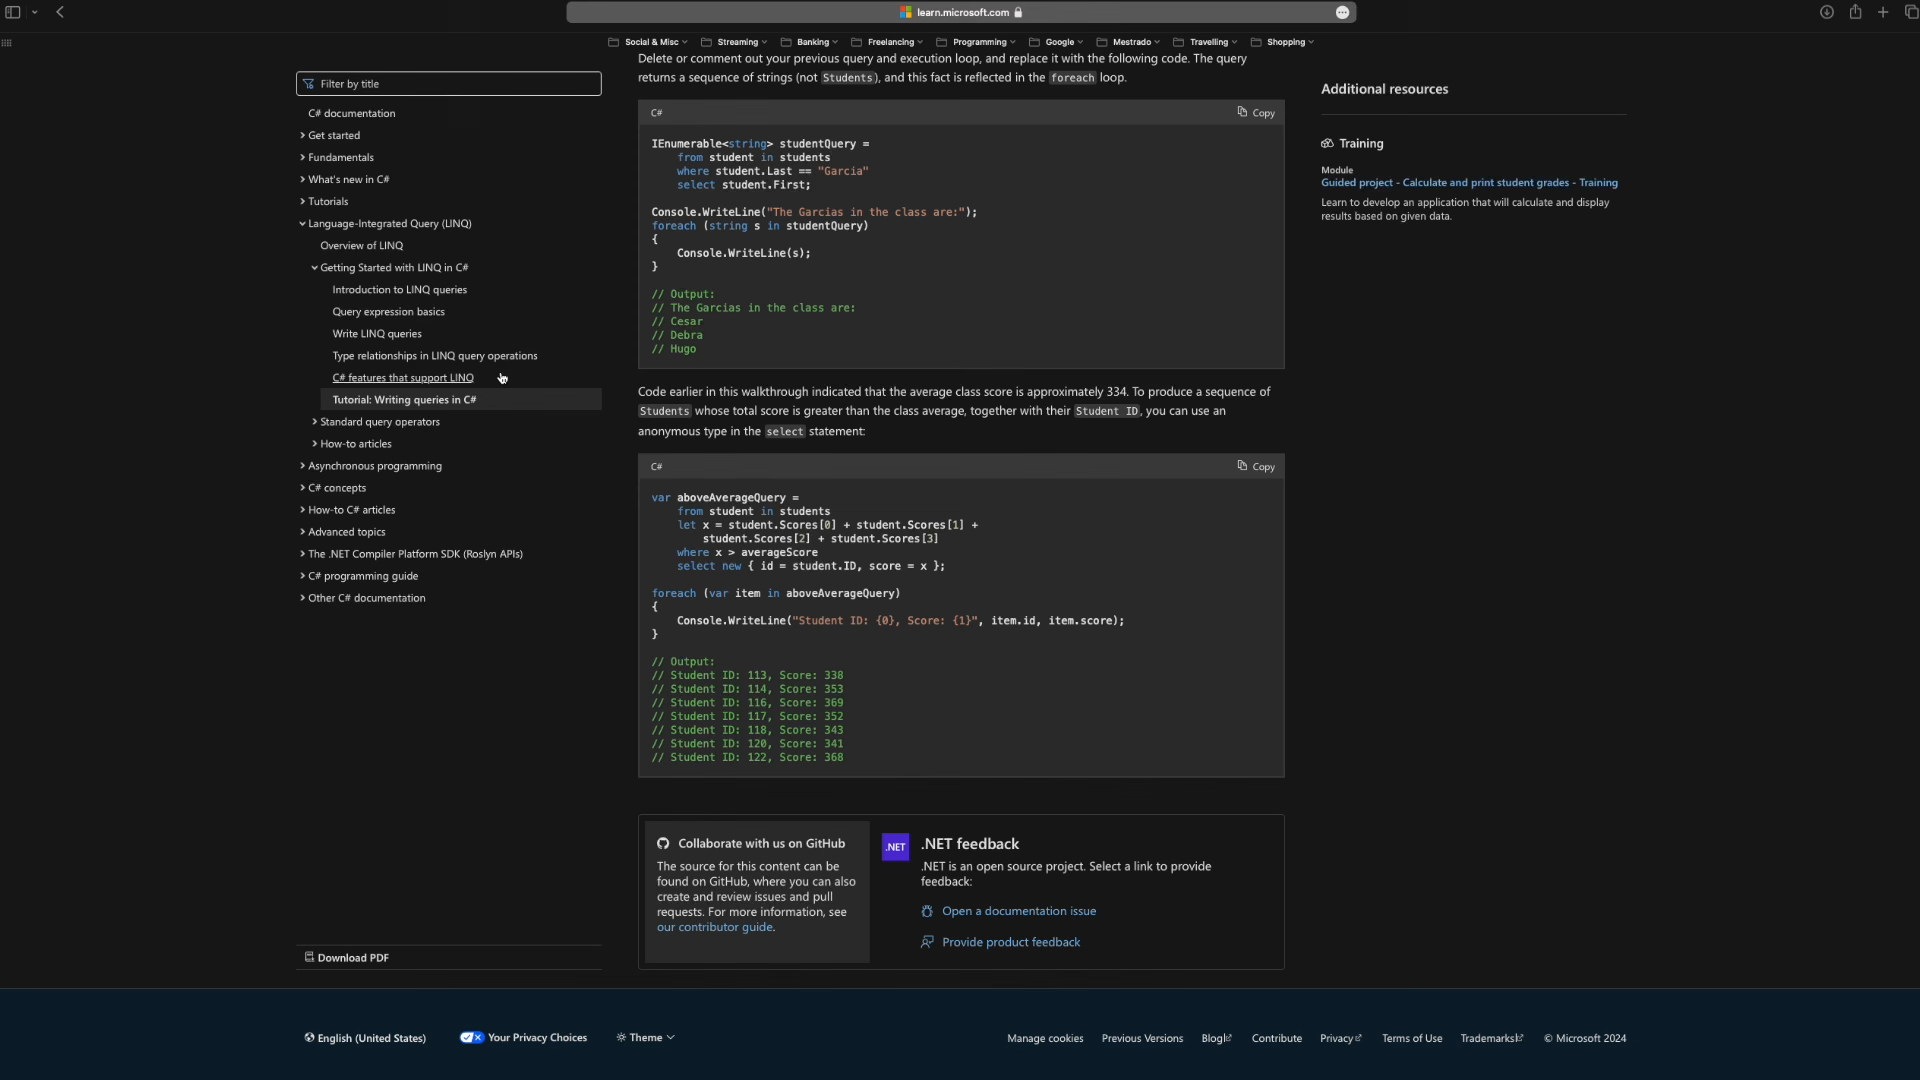 learn.microsoft.com
Social & Misc
Streaming
Banking
Freelancing
Programming
Google
Mestrado
Travelling
Shopping
Filter by title
C# documentation
Get started
Fundamentals
What's new in C#
Tutorials
Language-Integrated Query (LINQ)
Overview of LINQ
Getting Started with LINQ in C#
Introduction to LINQ queries
Query expression basics
Write LINQ queries
Type relationships in LINQ query operations
C# features that support LINQ
Tutorial: Writing queries in C#
Standard query operators
How-to articles
Asynchronous programming
C# concepts
How-to C# articles
Advanced topics
The .NET Compiler Platform SDK (Roslyn APIs)
C# programming guide
Other C# documentation
Download PDF
Delete or comment out your previous query and execution loop, and replace it with the following code. The query
returns a sequence of strings (not Students), and this fact is reflected in the foreach loop.
C#
Copy
IEnumerable<string> studentQuery =
    from student in students
    where student.Last == "Garcia"
    select student.First;
Console.WriteLine("The Garcias in the class are:");
foreach (string s in studentQuery)
{
    Console.WriteLine(s);
}
// Output:
// The Garcias in the class are:
// Cesar
// Debra
// Hugo
Code earlier in this walkthrough indicated that the average class score is approximately 334. To produce a sequence of
Students whose total score is greater than the class average, together with their Student ID, you can use an
anonymous type in the select statement:
C#
Copy
var aboveAverageQuery =
    from student in students
    let x = student.Scores[0] + student.Scores[1] +
        student.Scores[2] + student.Scores[3]
    where x > averageScore
    select new { id = student.ID, score = x };
foreach (var item in aboveAverageQuery)
{
    Console.WriteLine("Student ID: {0}, Score: {1}", item.id, item.score);
}
// Output:
// Student ID: 113, Score: 338
// Student ID: 114, Score: 353
// Student ID: 116, Score: 369
// Student ID: 117, Score: 352
// Student ID: 118, Score: 343
// Student ID: 120, Score: 341
// Student ID: 122, Score: 368
Collaborate with us on GitHub
The source for this content can be
found on GitHub, where you can also
create and review issues and pull
requests. For more information, see
our contributor guide.
.NET
.NET feedback
.NET is an open source project. Select a link to provide
feedback:
Open a documentation issue
Provide product feedback
Additional resources
Training
Module
Guided project - Calculate and print student grades - Training
Learn to develop an application that will calculate and display
results based on given data.
English (United States)
Your Privacy Choices
Theme
Manage cookies
Previous Versions
Blog
Contribute
Privacy
Terms of Use
Trademarks
© Microsoft 2024